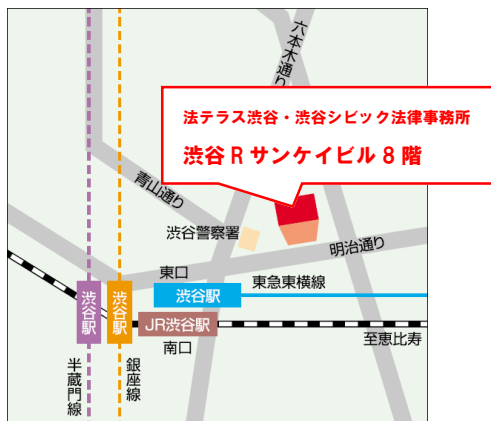 六本木通り
法テラス渋谷・渋谷シビック法律事務所
渋谷Rサンケイビル8階
青山通り
渋谷警察署
明治通り
東口
渋谷駅
東急東横線
渋谷駅
渋谷駅
JR渋谷駅
南口
至恵比寿
半蔵門線
銀座線